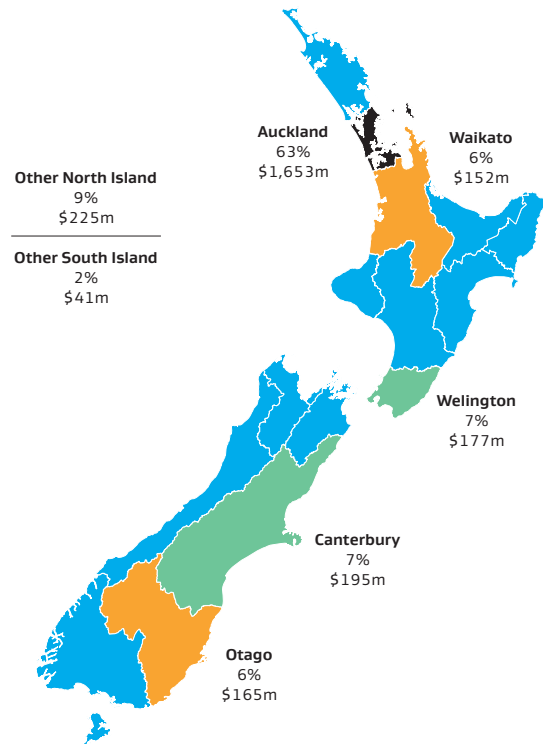 Auckland
63%
$1,653m
Waikato
6%
$152m
Other North Island
9%
$225m
Other South Island
2%
$41m
Welington
7%
$177m
Canterbury
7%
$195m
Otago
6%
$165m